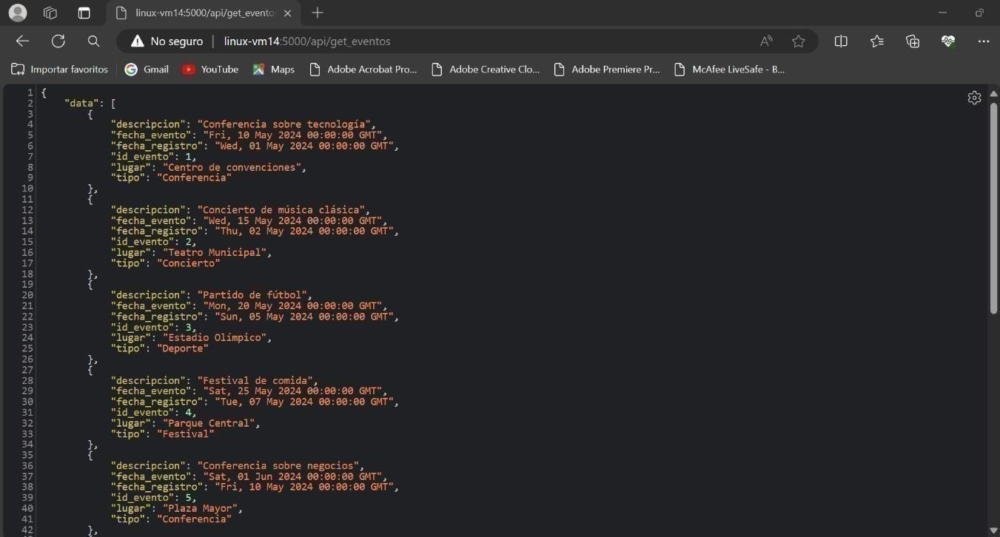 linux-vm14:5000/api/get_evento
No seguro
linux-vm14:5000/api/get_eventos
Importar favoritos
Gmail
YouTube
Maps
Adobe Acrobat Pro...
Adobe Creative Clo...
Adobe Premiere Pr...
McAfee LiveSafe - B...
1 {
2 "data": [
3 {
4 "descripcion": "Conferencia sobre tecnología",
5 "fecha_evento": "Fri, 10 May 2024 00:00:00 GMT",
6 "fecha_registro": "Wed, 01 May 2024 00:00:00 GMT",
7 "id_evento": 1,
8 "lugar": "Centro de convenciones",
9 "tipo": "Conferencia"
10 },
11 {
12 "descripcion": "Concierto de música clásica",
13 "fecha_evento": "Wed, 15 May 2024 00:00:00 GMT",
14 "fecha_registro": "Thu, 02 May 2024 00:00:00 GMT",
15 "id_evento": 2,
16 "lugar": "Teatro Municipal",
17 "tipo": "Concierto"
18 },
19 {
20 "descripcion": "Partido de fútbol",
21 "fecha_evento": "Mon, 20 May 2024 00:00:00 GMT",
22 "fecha_registro": "Sun, 05 May 2024 00:00:00 GMT",
23 "id_evento": 3,
24 "lugar": "Estadio Olímpico",
25 "tipo": "Deporte"
26 },
27 {
28 "descripcion": "Festival de comida",
29 "fecha_evento": "Sat, 25 May 2024 00:00:00 GMT",
30 "fecha_registro": "Tue, 07 May 2024 00:00:00 GMT",
31 "id_evento": 4,
32 "lugar": "Parque Central",
33 "tipo": "Festival"
34 },
35 {
36 "descripcion": "Conferencia sobre negocios",
37 "fecha_evento": "Sat, 01 Jun 2024 00:00:00 GMT",
38 "fecha_registro": "Fri, 10 May 2024 00:00:00 GMT",
39 "id_evento": 5,
40 "lugar": "Plaza Mayor",
41 "tipo": "Conferencia"
42 },